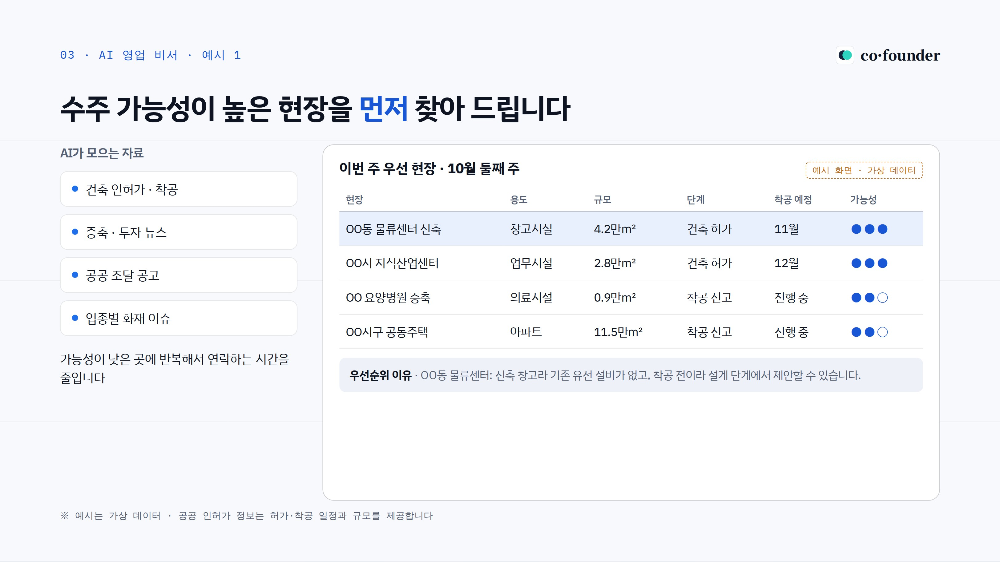 03 · AI 영업 비서 · 예시 1
co·founder
수주 가능성이 높은 현장을 먼저 찾아 드립니다
AI가 모으는 자료
건축 인허가 · 착공
증축 · 투자 뉴스
공공 조달 공고
업종별 화재 이슈
가능성이 낮은 곳에 반복해서 연락하는 시간을
줄입니다
이번 주 우선 현장 · 10월 둘째 주
예시 화면 · 가상 데이터
현장 용도 규모 단계 착공 예정 가능성
OO동 물류센터 신축 창고시설 4.2만m² 건축 허가 11월 ●●●
OO시 지식산업센터 업무시설 2.8만m² 건축 허가 12월 ●●●
OO 요양병원 증축 의료시설 0.9만m² 착공 신고 진행 중 ●●○
OO지구 공동주택 아파트 11.5만m² 착공 신고 진행 중 ●●○
우선순위 이유 · OO동 물류센터: 신축 창고라 기존 유선 설비가 없고, 착공 전이라 설계 단계에서 제안할 수 있습니다.
※ 예시는 가상 데이터 · 공공 인허가 정보는 허가·착공 일정과 규모를 제공합니다